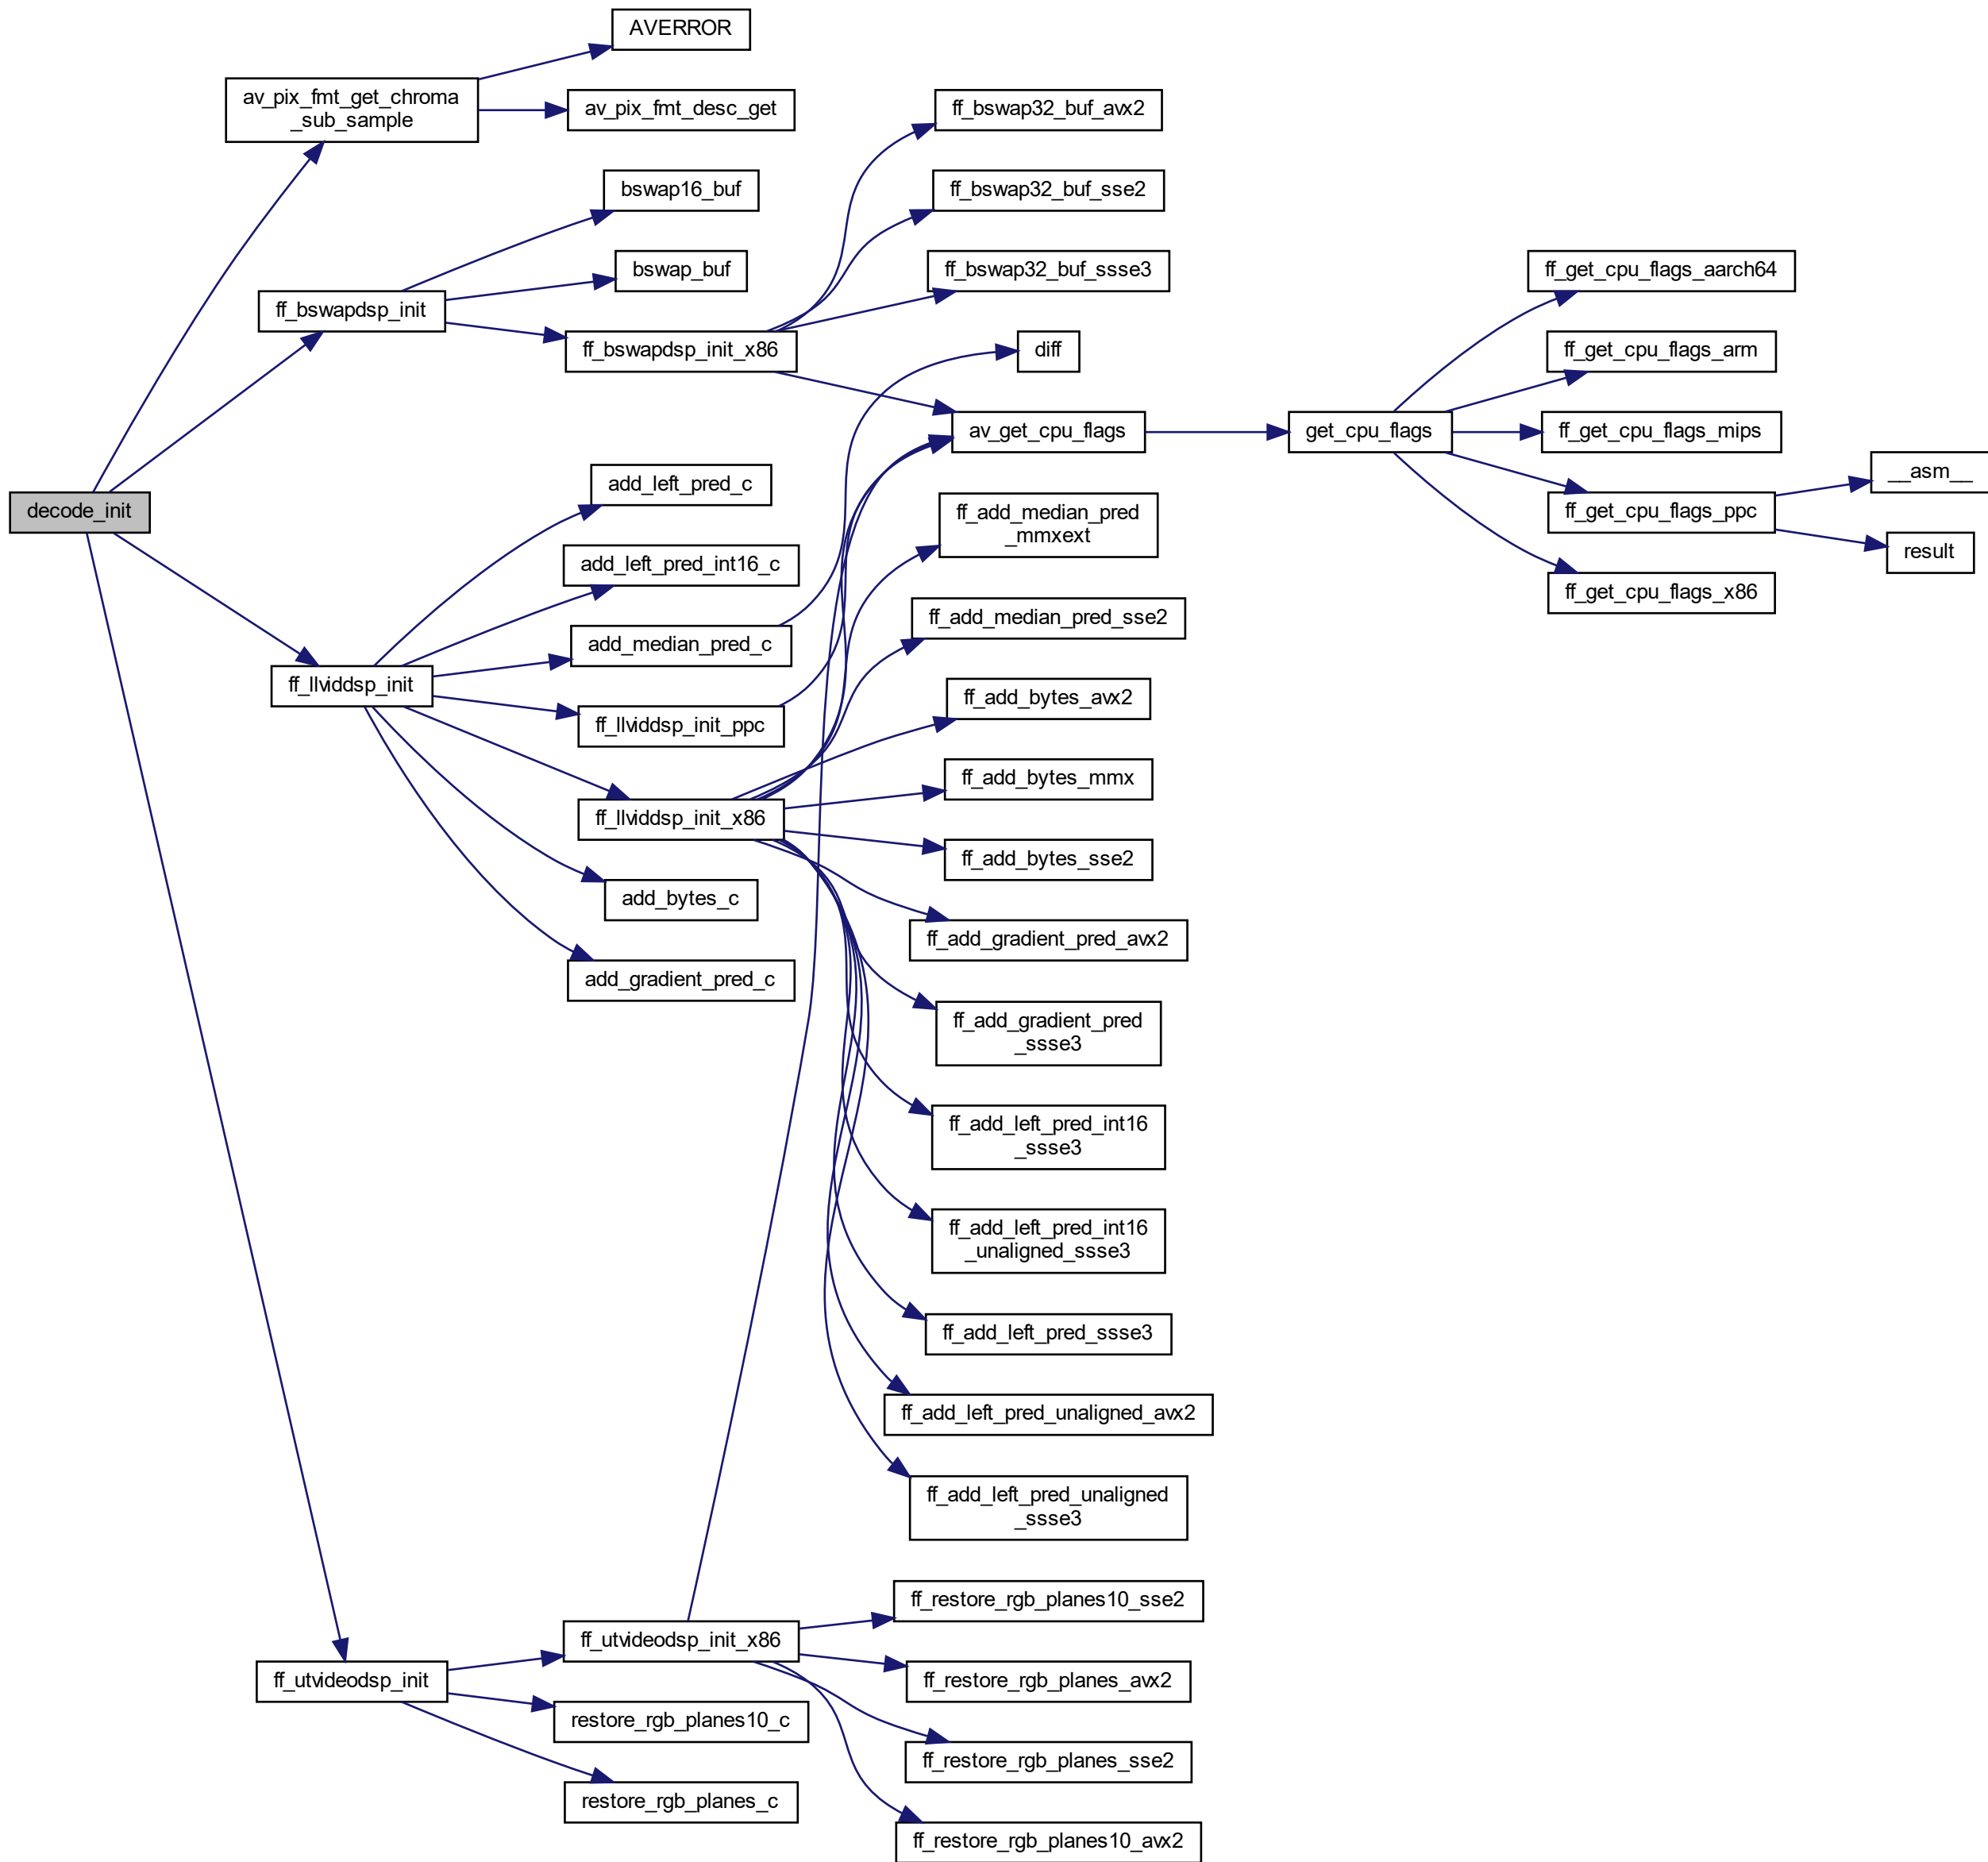 decode_init
av_pix_fmt_get_chroma
_sub_sample
ff_bswapdsp_init
ff_llviddsp_init
ff_utvideodsp_init
AVERROR
av_pix_fmt_desc_get
bswap16_buf
bswap_buf
ff_bswapdsp_init_x86
add_left_pred_c
add_left_pred_int16_c
add_median_pred_c
ff_llviddsp_init_ppc
ff_llviddsp_init_x86
add_bytes_c
add_gradient_pred_c
ff_utvideodsp_init_x86
restore_rgb_planes10_c
restore_rgb_planes_c
ff_bswap32_buf_avx2
ff_bswap32_buf_sse2
ff_bswap32_buf_ssse3
diff
av_get_cpu_flags
ff_add_median_pred
_mmxext
ff_add_median_pred_sse2
ff_add_bytes_avx2
ff_add_bytes_mmx
ff_add_bytes_sse2
ff_add_gradient_pred_avx2
ff_add_gradient_pred
_ssse3
ff_add_left_pred_int16
_ssse3
ff_add_left_pred_int16
_unaligned_ssse3
ff_add_left_pred_ssse3
ff_add_left_pred_unaligned_avx2
ff_add_left_pred_unaligned
_ssse3
ff_restore_rgb_planes10_sse2
ff_restore_rgb_planes_avx2
ff_restore_rgb_planes_sse2
ff_restore_rgb_planes10_avx2
get_cpu_flags
ff_get_cpu_flags_aarch64
ff_get_cpu_flags_arm
ff_get_cpu_flags_mips
ff_get_cpu_flags_ppc
ff_get_cpu_flags_x86
__asm__
result